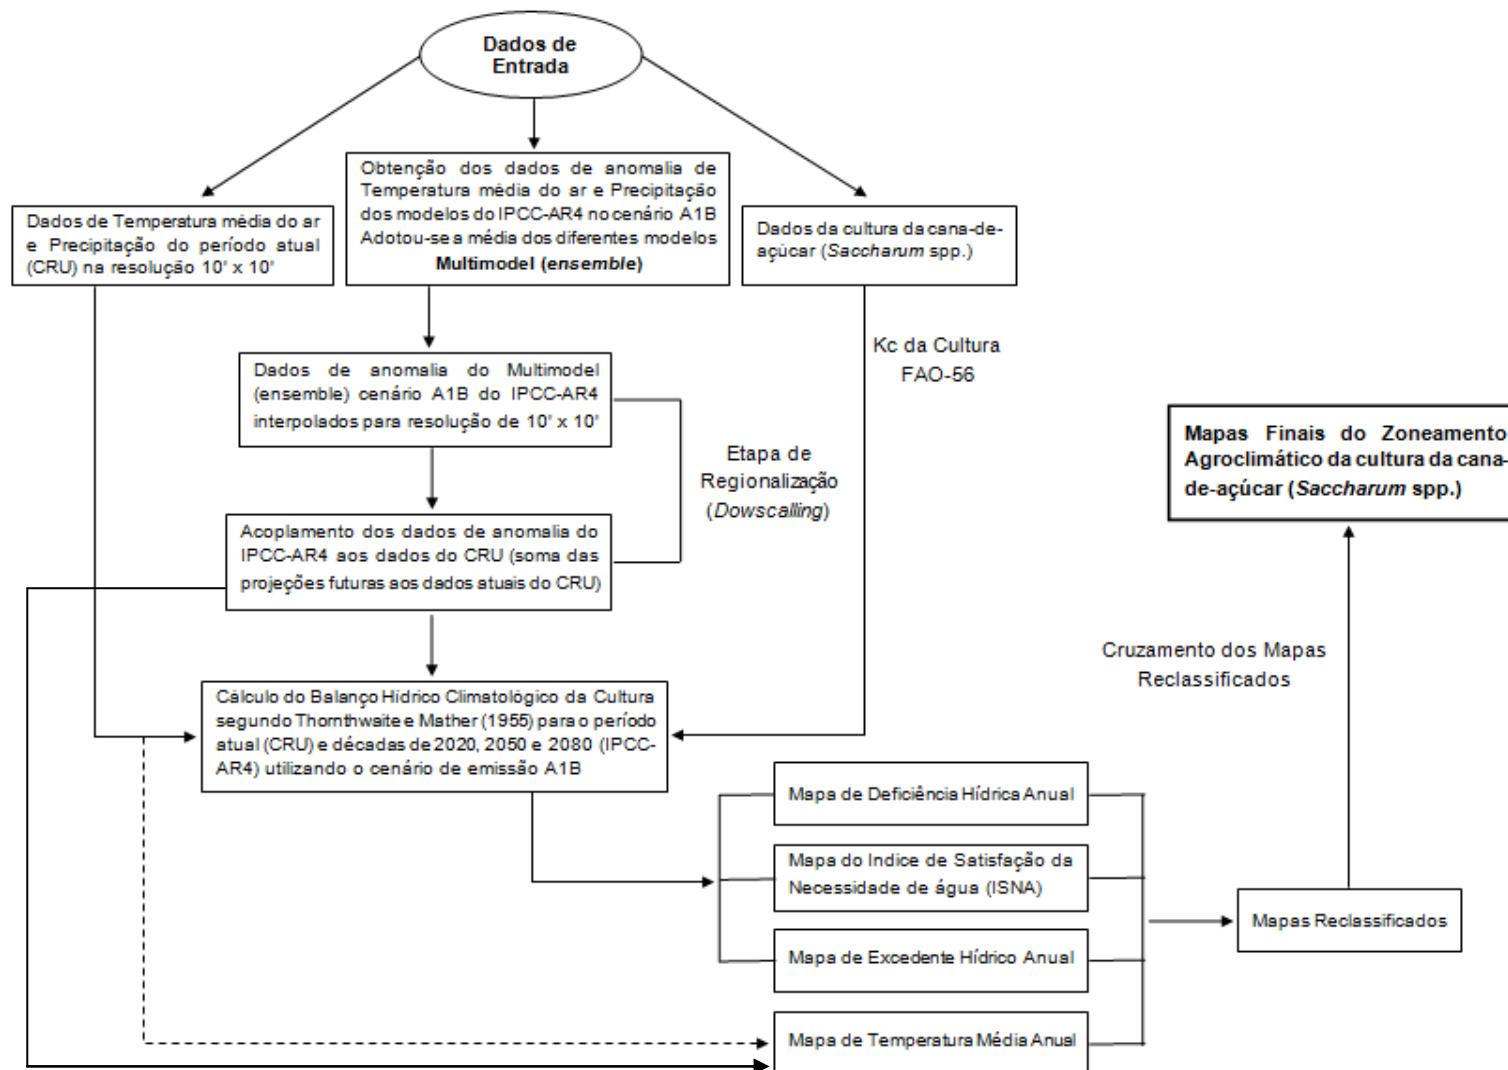 Dados de
Entrada
Dados de Temperatura média do ar
e Precipitação do período atual
(CRU) na resolução 10' x 10'
Obtenção dos dados de anomalia de
Temperatura média do ar e Precipitação
dos modelos do IPCC-AR4 no cenário A1B
Adotou-se a média dos diferentes modelos
Multimodel (ensemble)
Dados da cultura da cana-de-
açúcar (Saccharum spp.)
Dados de anomalia do Multimodel
(ensemble) cenário A1B do IPCC-AR4
interpolados para resolução de 10' x 10'
Kc da Cultura
FAO-56
Etapa de
Regionalização
(Dowscalling)
Acoplamento dos dados de anomalia do
IPCC-AR4 aos dados do CRU (soma das
projeções futuras aos dados atuais do CRU)
Cálculo do Balanço Hídrico Climatológico da Cultura
segundo Thornthwaite e Mather (1955) para o período
atual (CRU) e décadas de 2020, 2050 e 2080 (IPCC-
AR4) utilizando o cenário de emissão A1B
Mapa de Deficiência Hídrica Anual
Mapa do Indice de Satisfação da
Necessidade de água (ISNA)
Mapa de Excedente Hídrico Anual
Mapa de Temperatura Média Anual
Mapas Reclassificados
Cruzamento dos Mapas
Reclassificados
Mapas Finais do Zoneamento
Agroclimático da cultura da cana-
de-açúcar (Saccharum spp.)